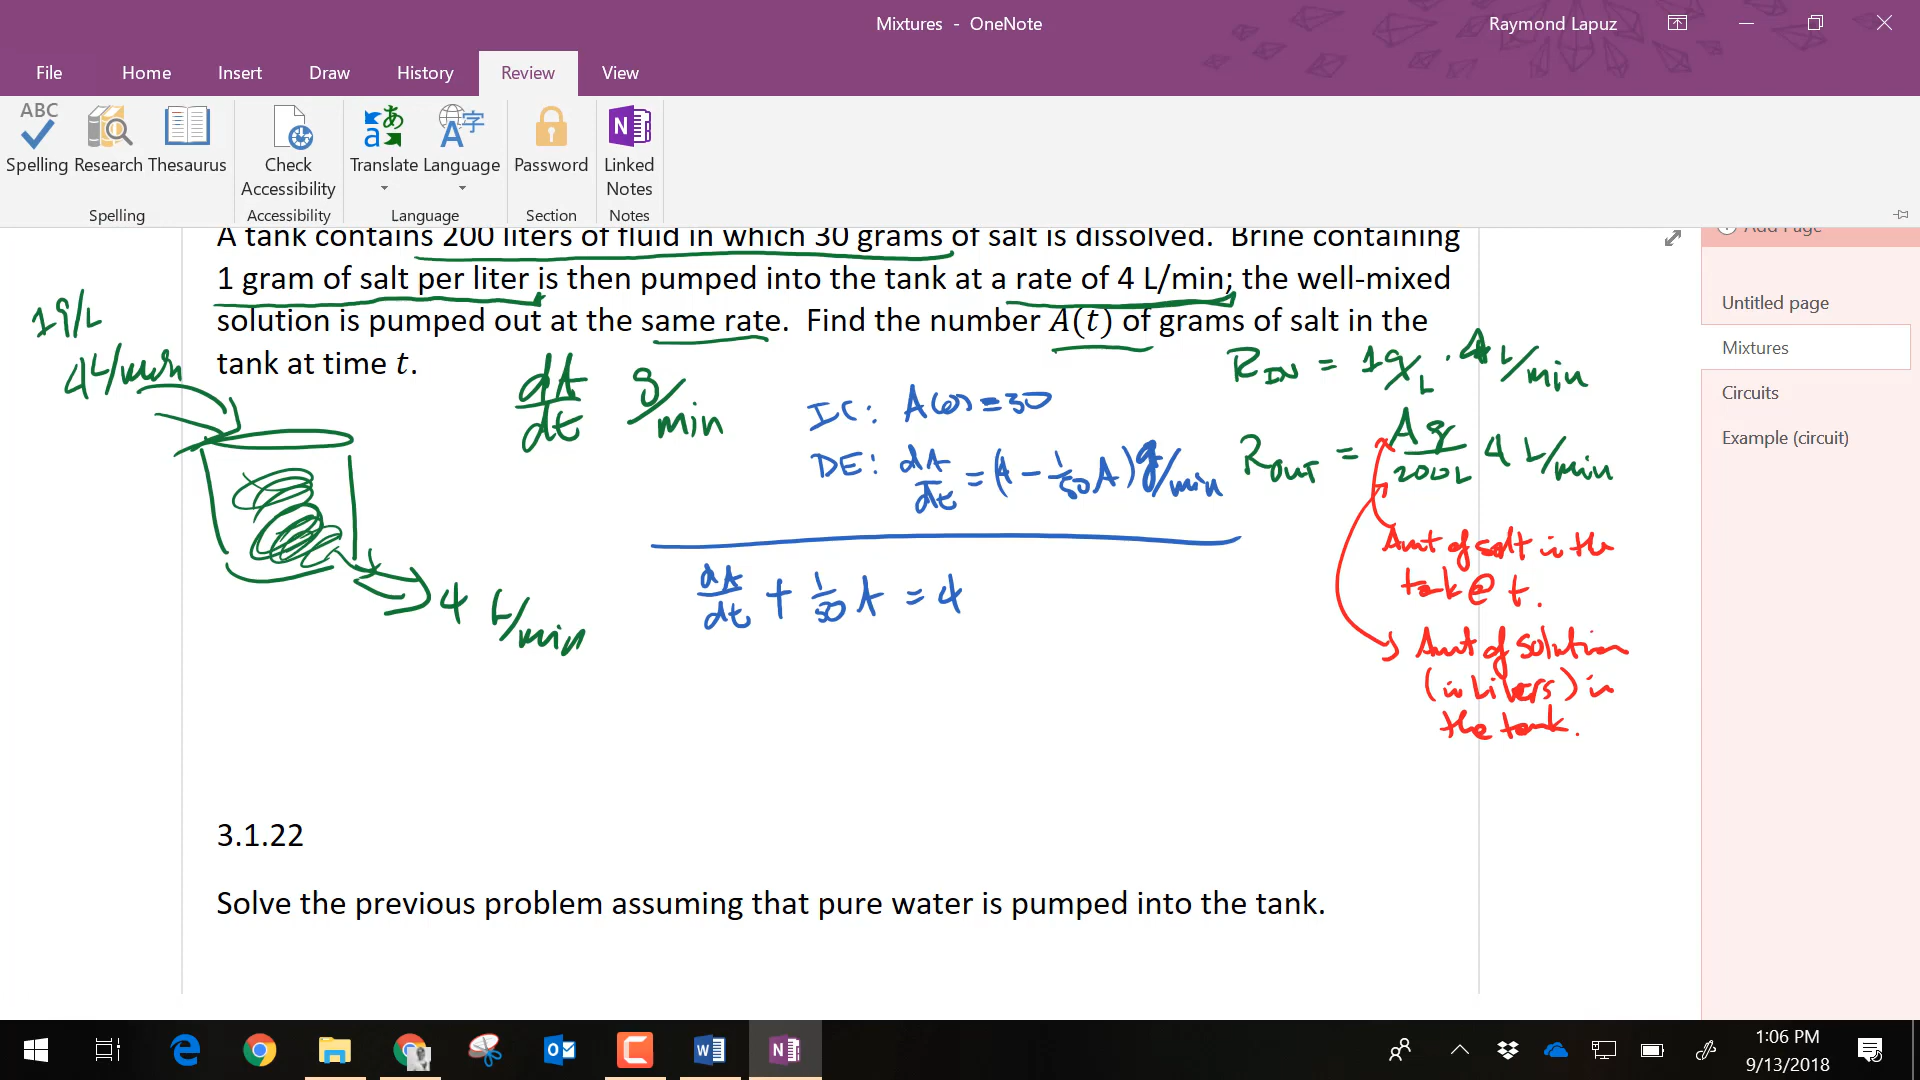 Mixtures - OneNote
Raymond Lapuz
File Home Insert Draw History Review View
ABC
Spelling Research Thesaurus
Check Accessibility
Translate Language
Password
Linked Notes
Spelling Accessibility Language Section Notes
A tank contains 200 liters of fluid in which 30 grams of salt is dissolved. Brine containing
1 gram of salt per liter is then pumped into the tank at a rate of 4 L/min; the well-mixed
solution is pumped out at the same rate. Find the number A(t) of grams of salt in the
tank at time t.
1g/L
4L/min
dA/dt g/min
IC: A(0)=30
DE: dA/dt = (4 - 1/50 A) g/min
R_IN = 1g/L · 4 L/min
R_OUT = A g/200L 4 L/min
4 L/min
dA/dt + 1/50 A = 4
Amt of salt in the
tank @ t.
Amt of solution
(in Liters) in
the tank.
3.1.22
Solve the previous problem assuming that pure water is pumped into the tank.
Add Page
Untitled page
Mixtures
Circuits
Example (circuit)
1:06 PM
9/13/2018